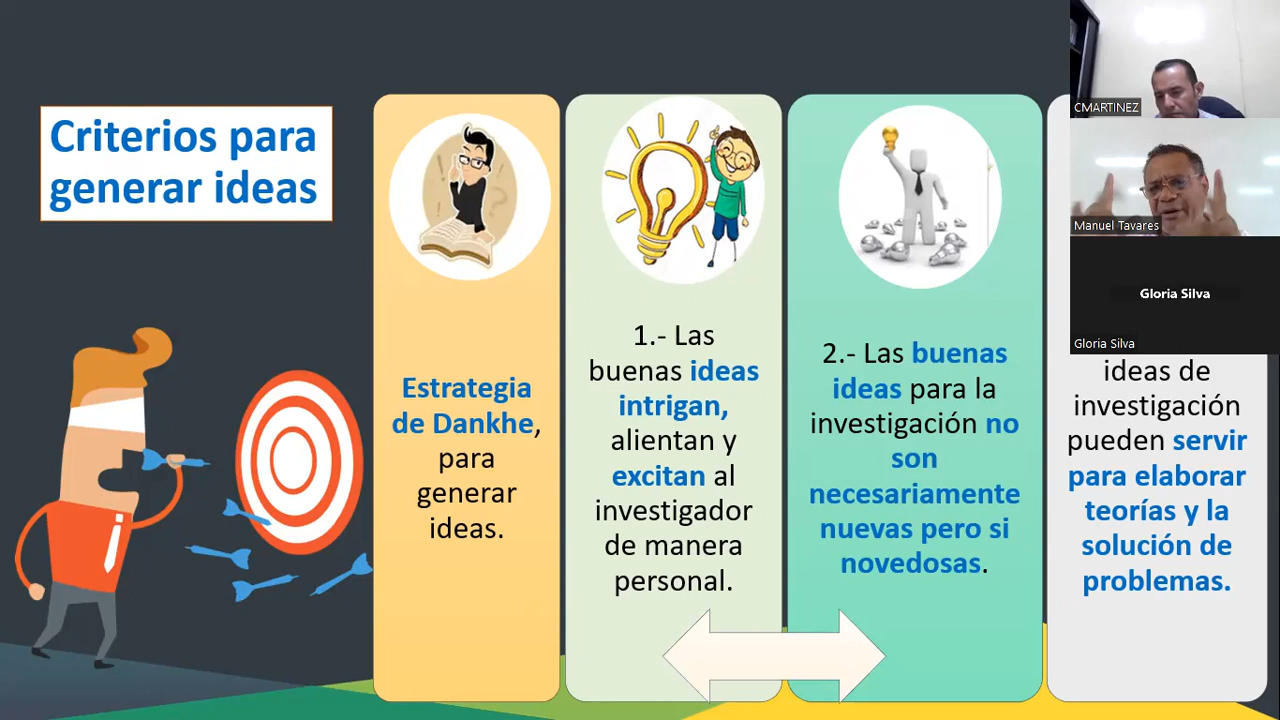 Criterios para
generar ideas
Estrategia
de Dankhe,
para
generar
ideas.
1.- Las
buenas ideas
intrigan,
alientan y
excitan al
investigador
de manera
personal.
2.- Las buenas
ideas para la
investigación no
son
necesariamente
nuevas pero si
novedosas.
ideas de
investigación
pueden servir
para elaborar
teorías y la
solución de
problemas.
CMARTINEZ
Manuel Tavares
Gloria Silva
Gloria Silva